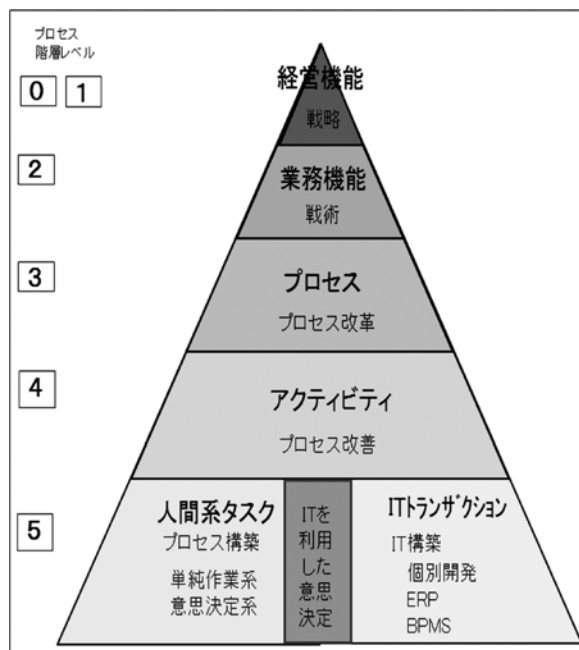 プロセス
階層レベル
0 1
経営機能
戦略
2
業務機能
戦術
3
プロセス
プロセス改革
4
アクティビティ
プロセス改善
5
人間系タスク
プロセス構築
単純作業系
意思決定系
ITを
利用
した
意思
決定
ITトランザクション
IT構築
個別開発
ERP
BPMS